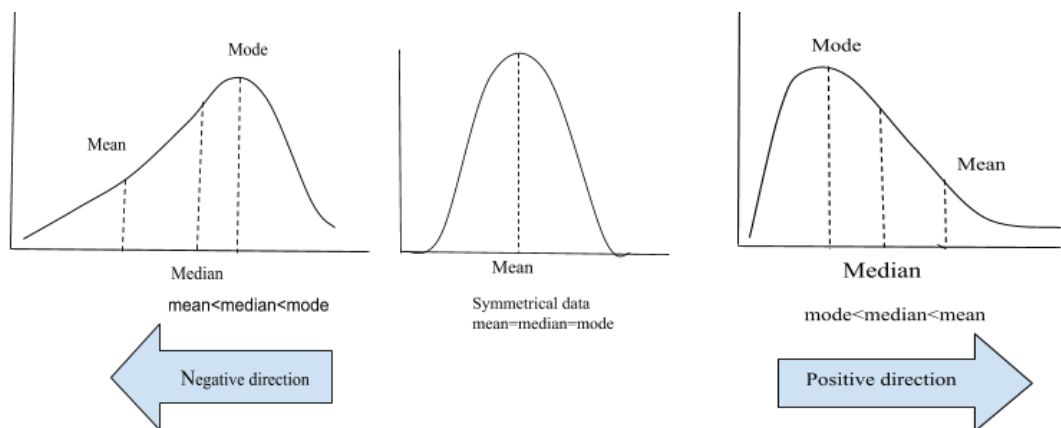 Mode
Mean
Median
mean<median<mode
Negative direction
Mean
Symmetrical data
mean=median=mode
Mode
Mean
Median
mode<median<mean
Positive direction